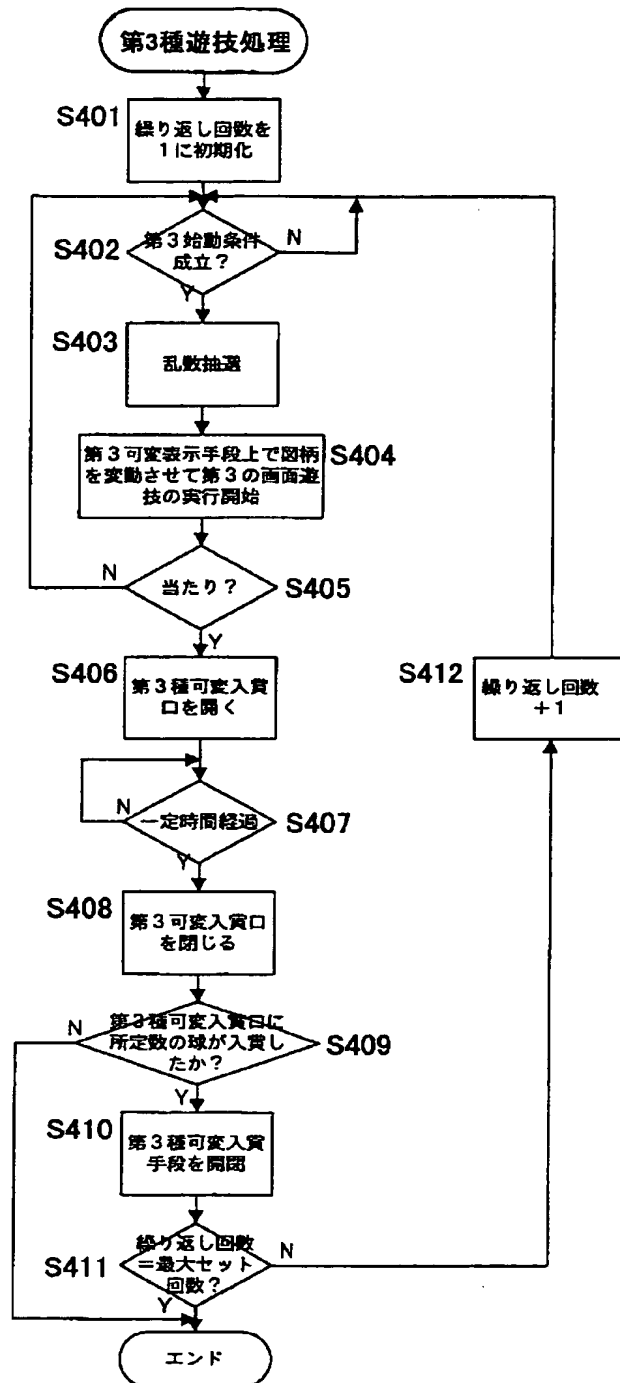 第3種遊技処理
S401
繰り返し回数を
1に初期化
S402
第3始動条件
成立?
N
Y
S403
乱数抽選
第3可変表示手段上で図柄
を変動させて第3の画面遊
技の実行開始
S404
N
当たり?
S405
Y
S406
第3種可変入賞
口を開く
S412
繰り返し回数
+1
N
一定時間経過
S407
Y
S408
第3可変入賞口
を閉じる
N
第3種可変入賞口に
所定数の球が入賞し
たか?
S409
Y
S410
第3種可変入賞
手段を開閉
S411
繰り返し回数
=最大セット
回数?
N
Y
エンド